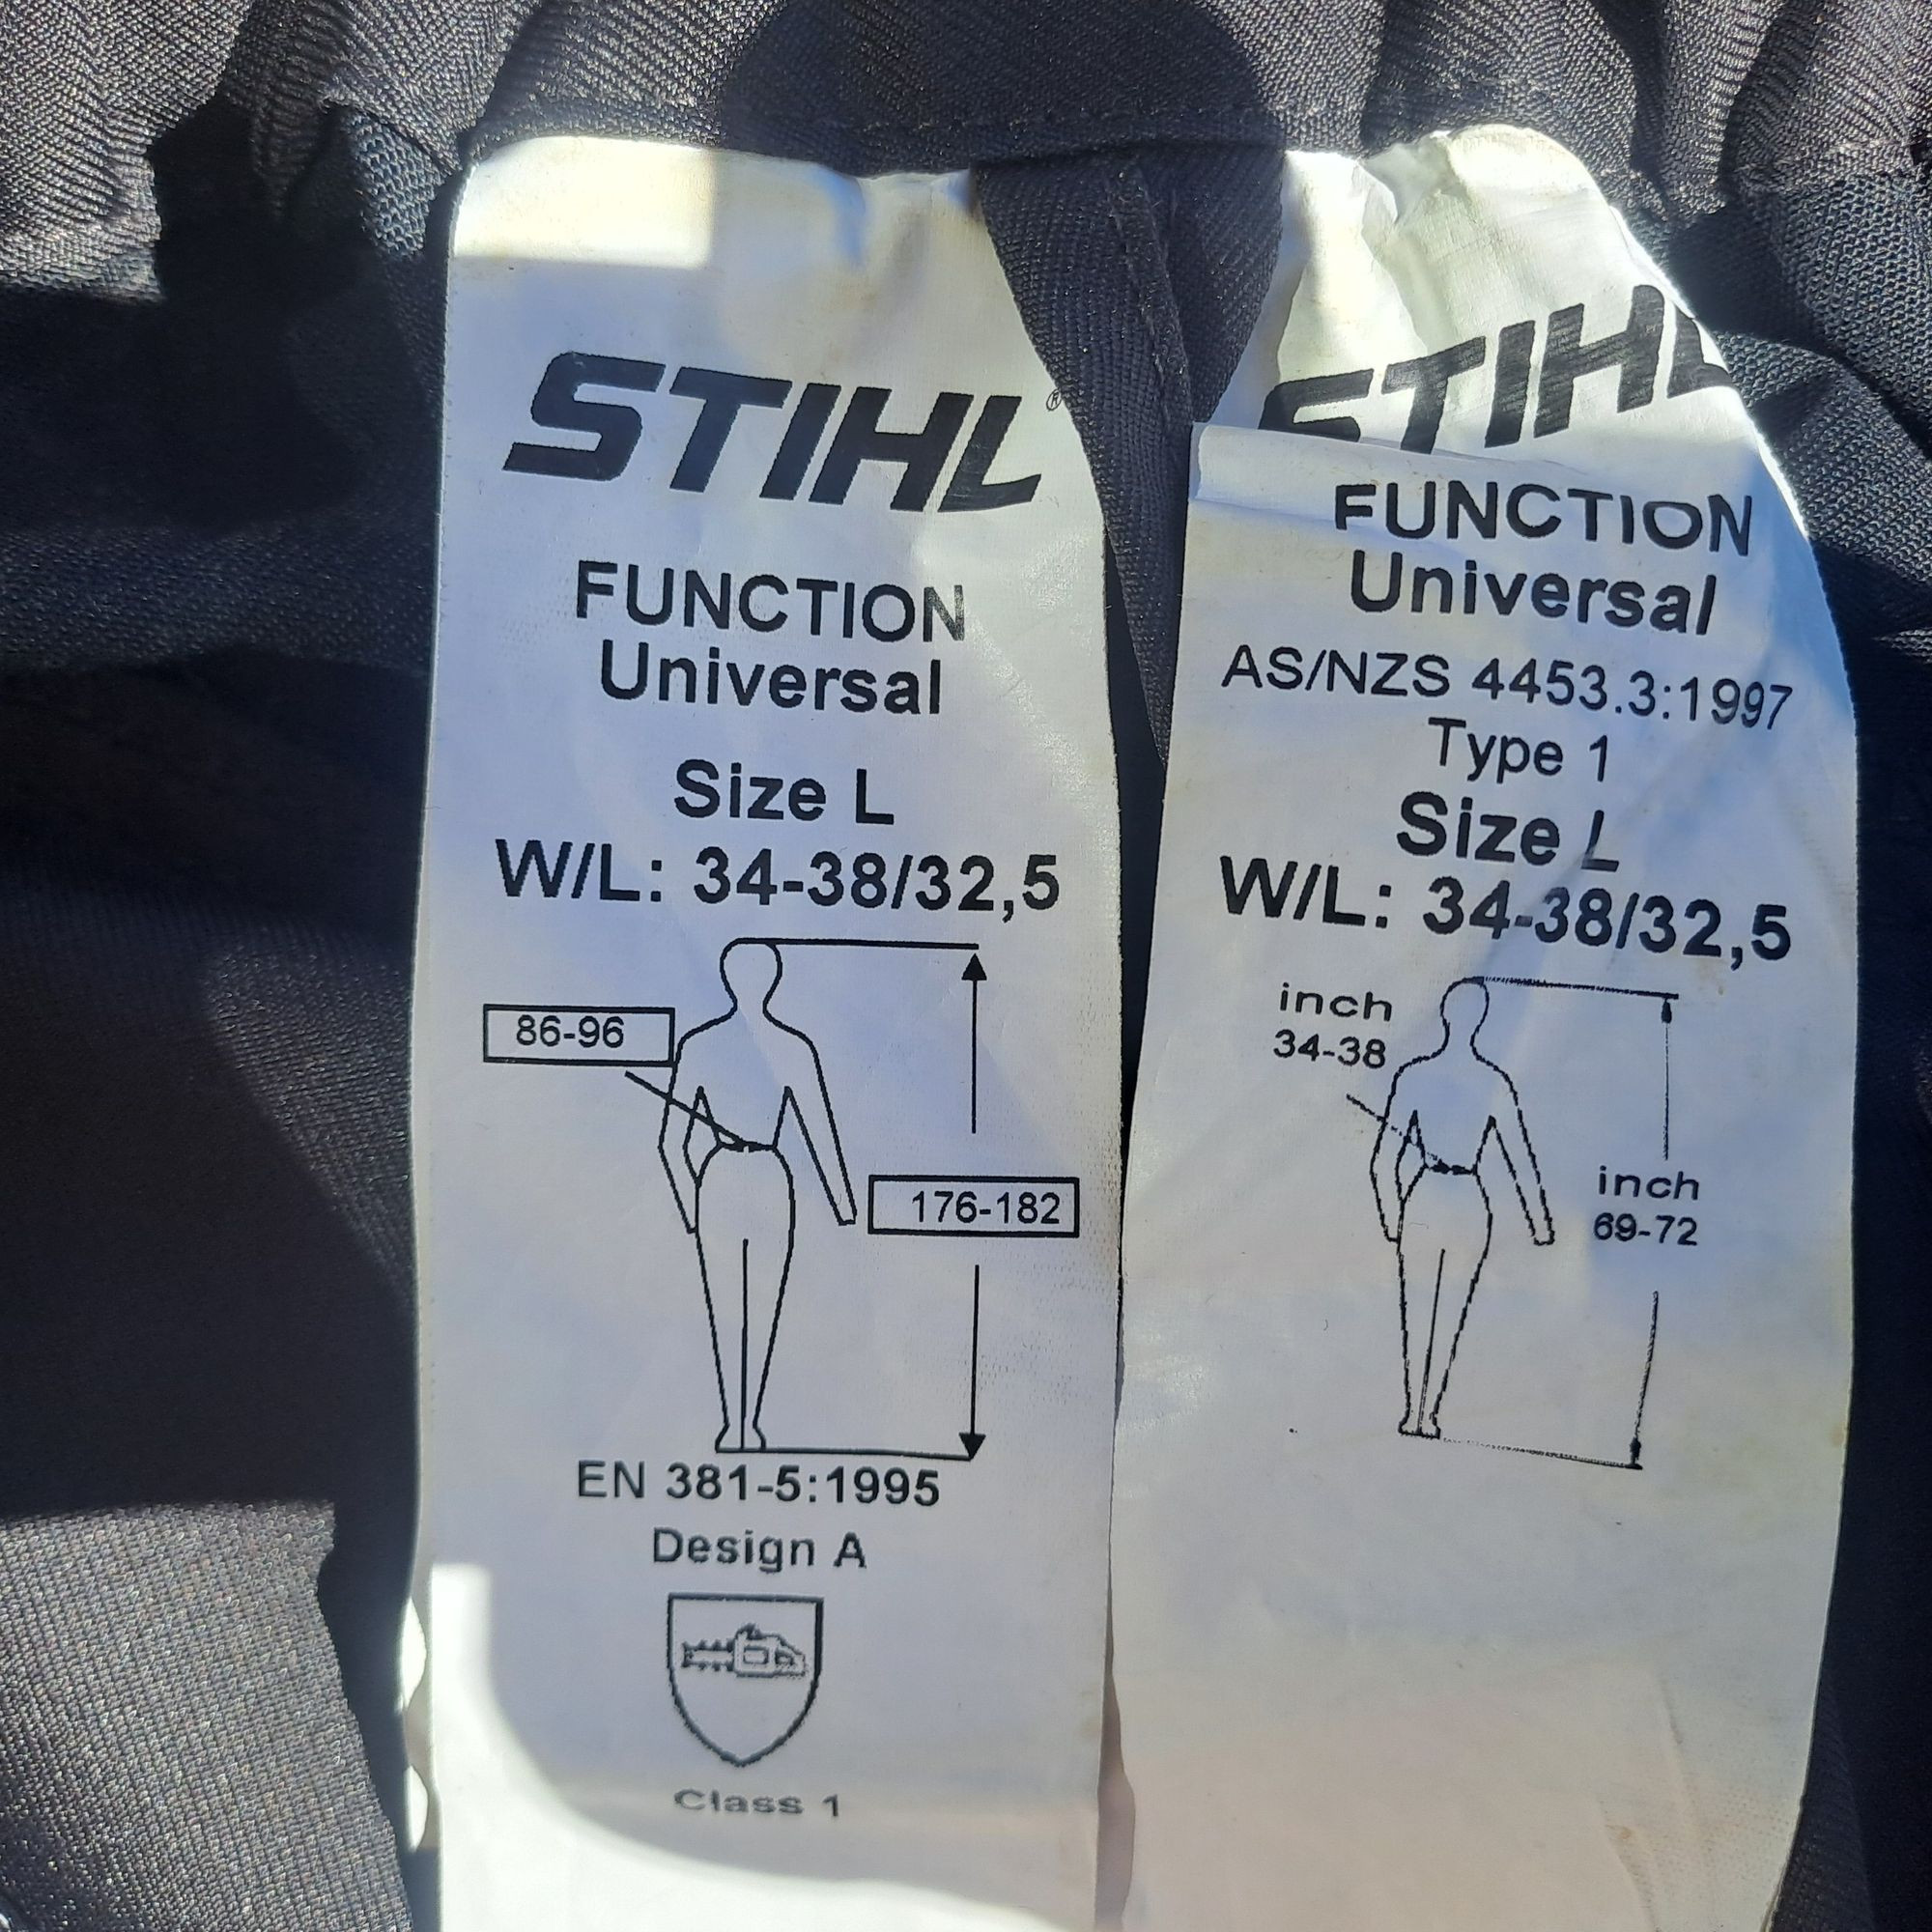 STIHL®
FUNCTION
Universal
Size L
W/L: 34-38/32,5
86-96
176-182
EN 381-5:1995
Design A
Class 1
STIHL
FUNCTION
Universal
AS/NZS 4453.3:1997
Type 1
Size L
W/L: 34-38/32,5
inch
34-38
inch
69-72